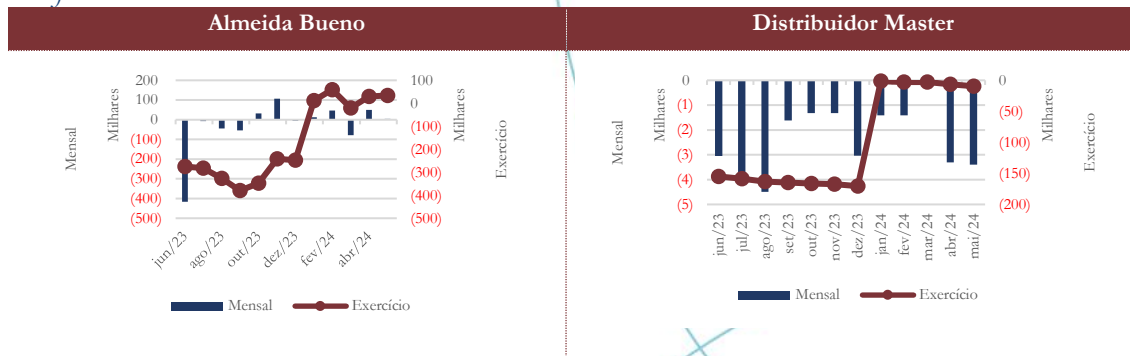 Almeida Bueno
Distribuidor Master
Mensal
Milhares
200
100
0
(100)
(200)
(300)
(400)
(500)
100
0
(100)
(200)
(300)
(400)
(500)
Milhares
Exercício
jun/23
ago/23
out/23
dez/23
fev/24
abr/24
Mensal
Exercício
Mensal
Milhares
0
(1)
(2)
(3)
(4)
(5)
0
(50)
(100)
(150)
(200)
Milhares
Exercício
jun/23
jul/23
ago/23
set/23
out/23
nov/23
dez/23
jan/24
fev/24
mar/24
abr/24
mai/24
Mensal
Exercício